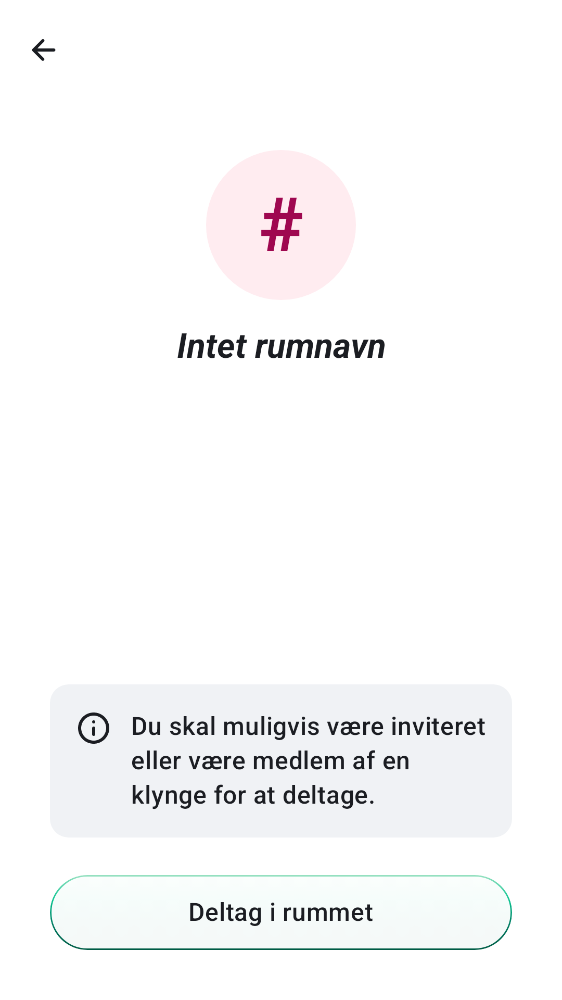 #
Intet rumnavn
Du skal muligvis være inviteret
eller være medlem af en
klynge for at deltage.
Deltag i rummet